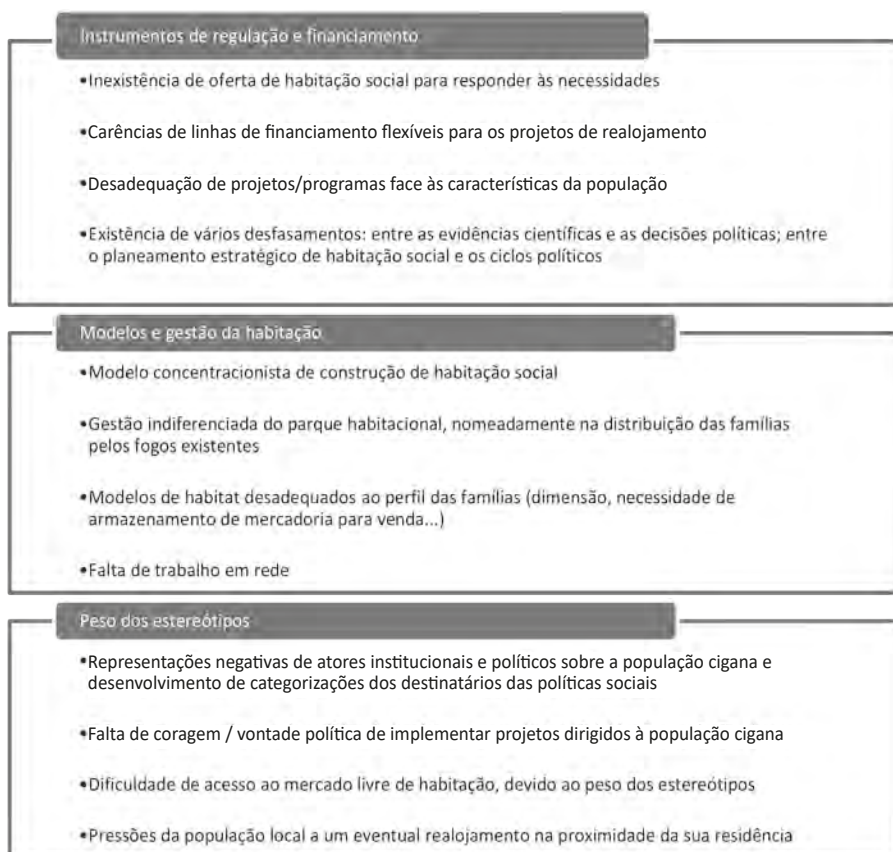 Instrumentos de regulação e financiamento
•Inexistência de oferta de habitação social para responder às necessidades
•Carências de linhas de financiamento flexíveis para os projetos de realojamento
•Desadequação de projetos/programas face às características da população
•Existência de vários desfasamentos: entre as evidências científicas e as decisões políticas; entre
o planeamento estratégico de habitação social e os ciclos políticos
Modelos e gestão da habitação
•Modelo concentracionista de construção de habitação social
•Gestão indiferenciada do parque habitacional, nomeadamente na distribuição das famílias
pelos fogos existentes
•Modelos de habitat desadequados ao perfil das famílias (dimensão, necessidade de
armazenamento de mercadoria para venda...)
•Falta de trabalho em rede
Peso dos estereótipos
•Representações negativas de atores institucionais e políticos sobre a população cigana e
desenvolvimento de categorizações dos destinatários das políticas sociais
•Falta de coragem / vontade política de implementar projetos dirigidos à população cigana
•Dificuldade de acesso ao mercado livre de habitação, devido ao peso dos estereótipos
•Pressões da população local a um eventual realojamento na proximidade da sua residência